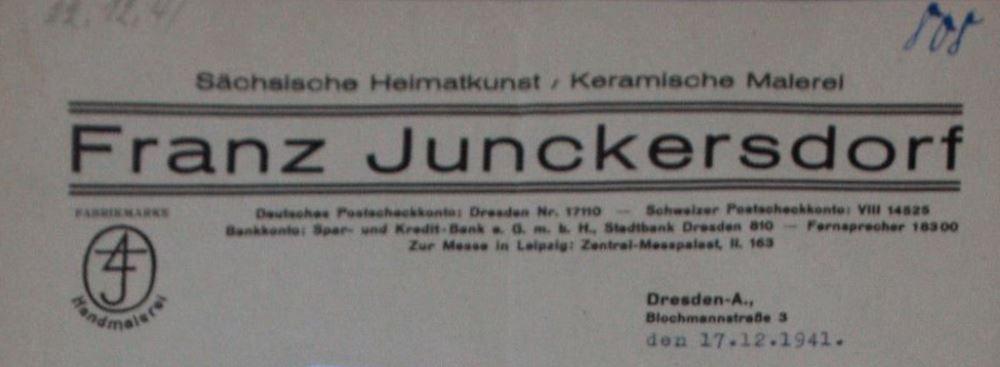 22.12.41
808
Sächsische Heimatkunst / Keramische Malerei
Franz Junckersdorf
FABRIKMARKE
Handmalerei
Deutsches Postscheckkonto: Dresden Nr. 17110 — Schweizer Postscheckkonto: VIII 14525
Bankkonto: Spar- und Kredit-Bank e. G. m. b. H., Stadtbank Dresden 810 — Fernsprecher 18300
Zur Messe in Leipzig: Zentral-Messpalast, II. 163
Dresden-A.,
Blochmannstraße 3
den 17.12.1941.